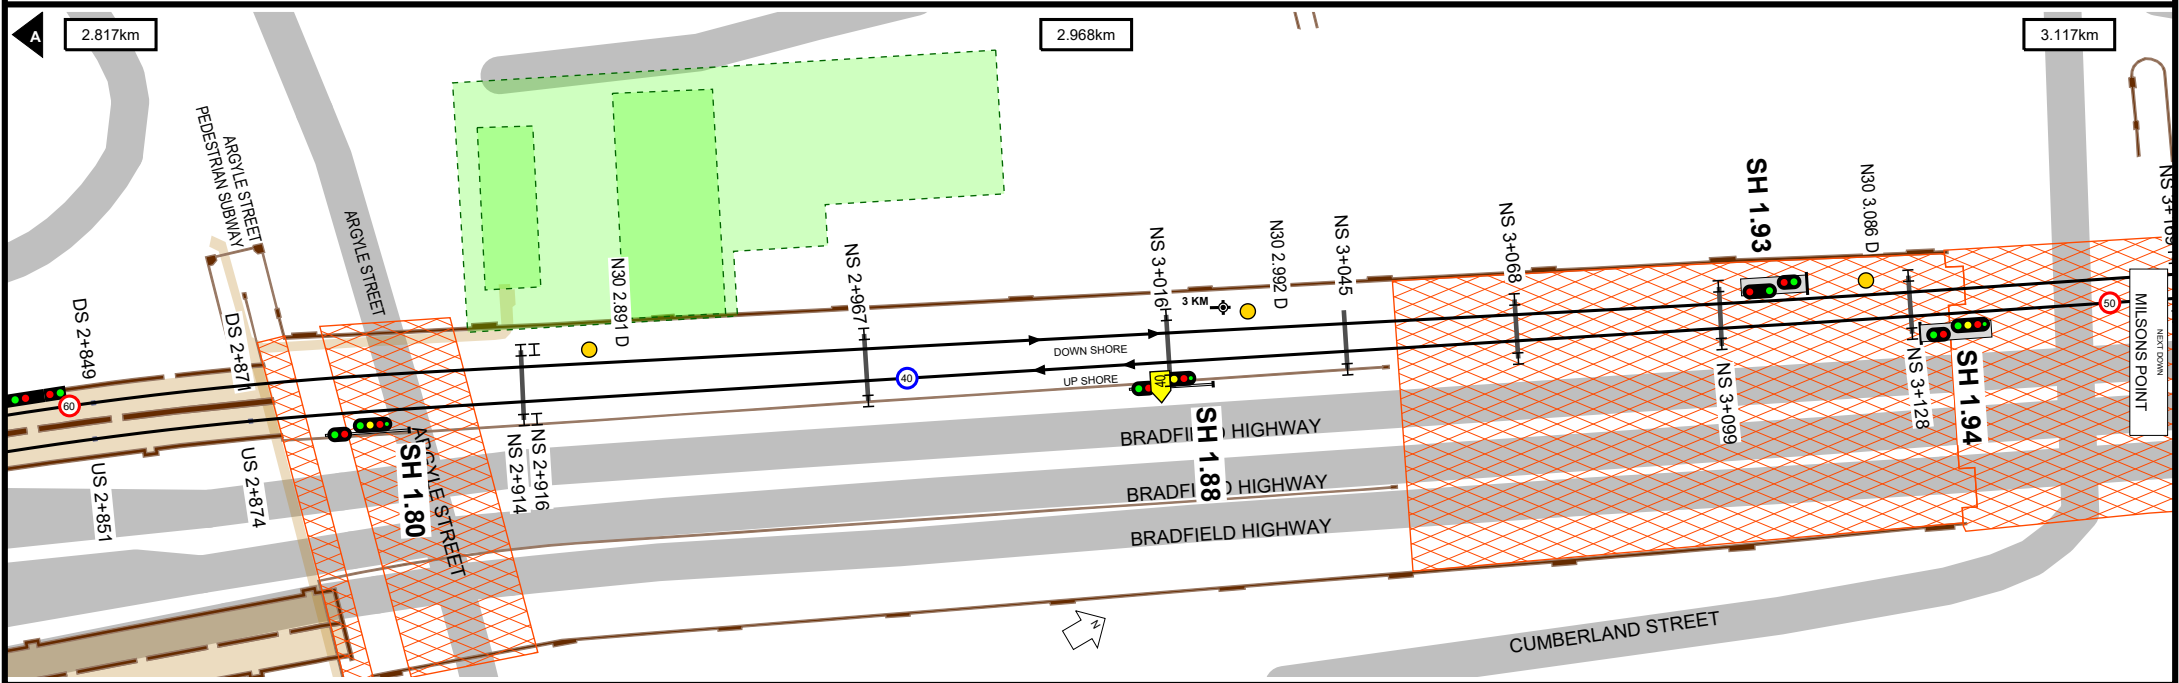 A
2.817km
2.968km
3.117km
ARGYLE STREET
PEDESTRIAN SUBWAY
ARGYLE STREET
DS 2+849
DS 2+871
60
US 2+851
US 2+874
SH 1.80
ARGYLE STREET
NS 2+914
NS 2+916
N30 2.891 D
NS 2+967
40
DOWN SHORE
UP SHORE
NS 3+016
3 KM
N30 2.992 D
NS 3+045
40
SH 1.88
BRADFIELD HIGHWAY
BRADFIELD HIGHWAY
BRADFIELD HIGHWAY
N
NS 3+068
SH 1.93
NS 3+099
N30 3.086 D
NS 3+128
SH 1.94
50
MILSONS POINT
NEXT DOWN
CUMBERLAND STREET